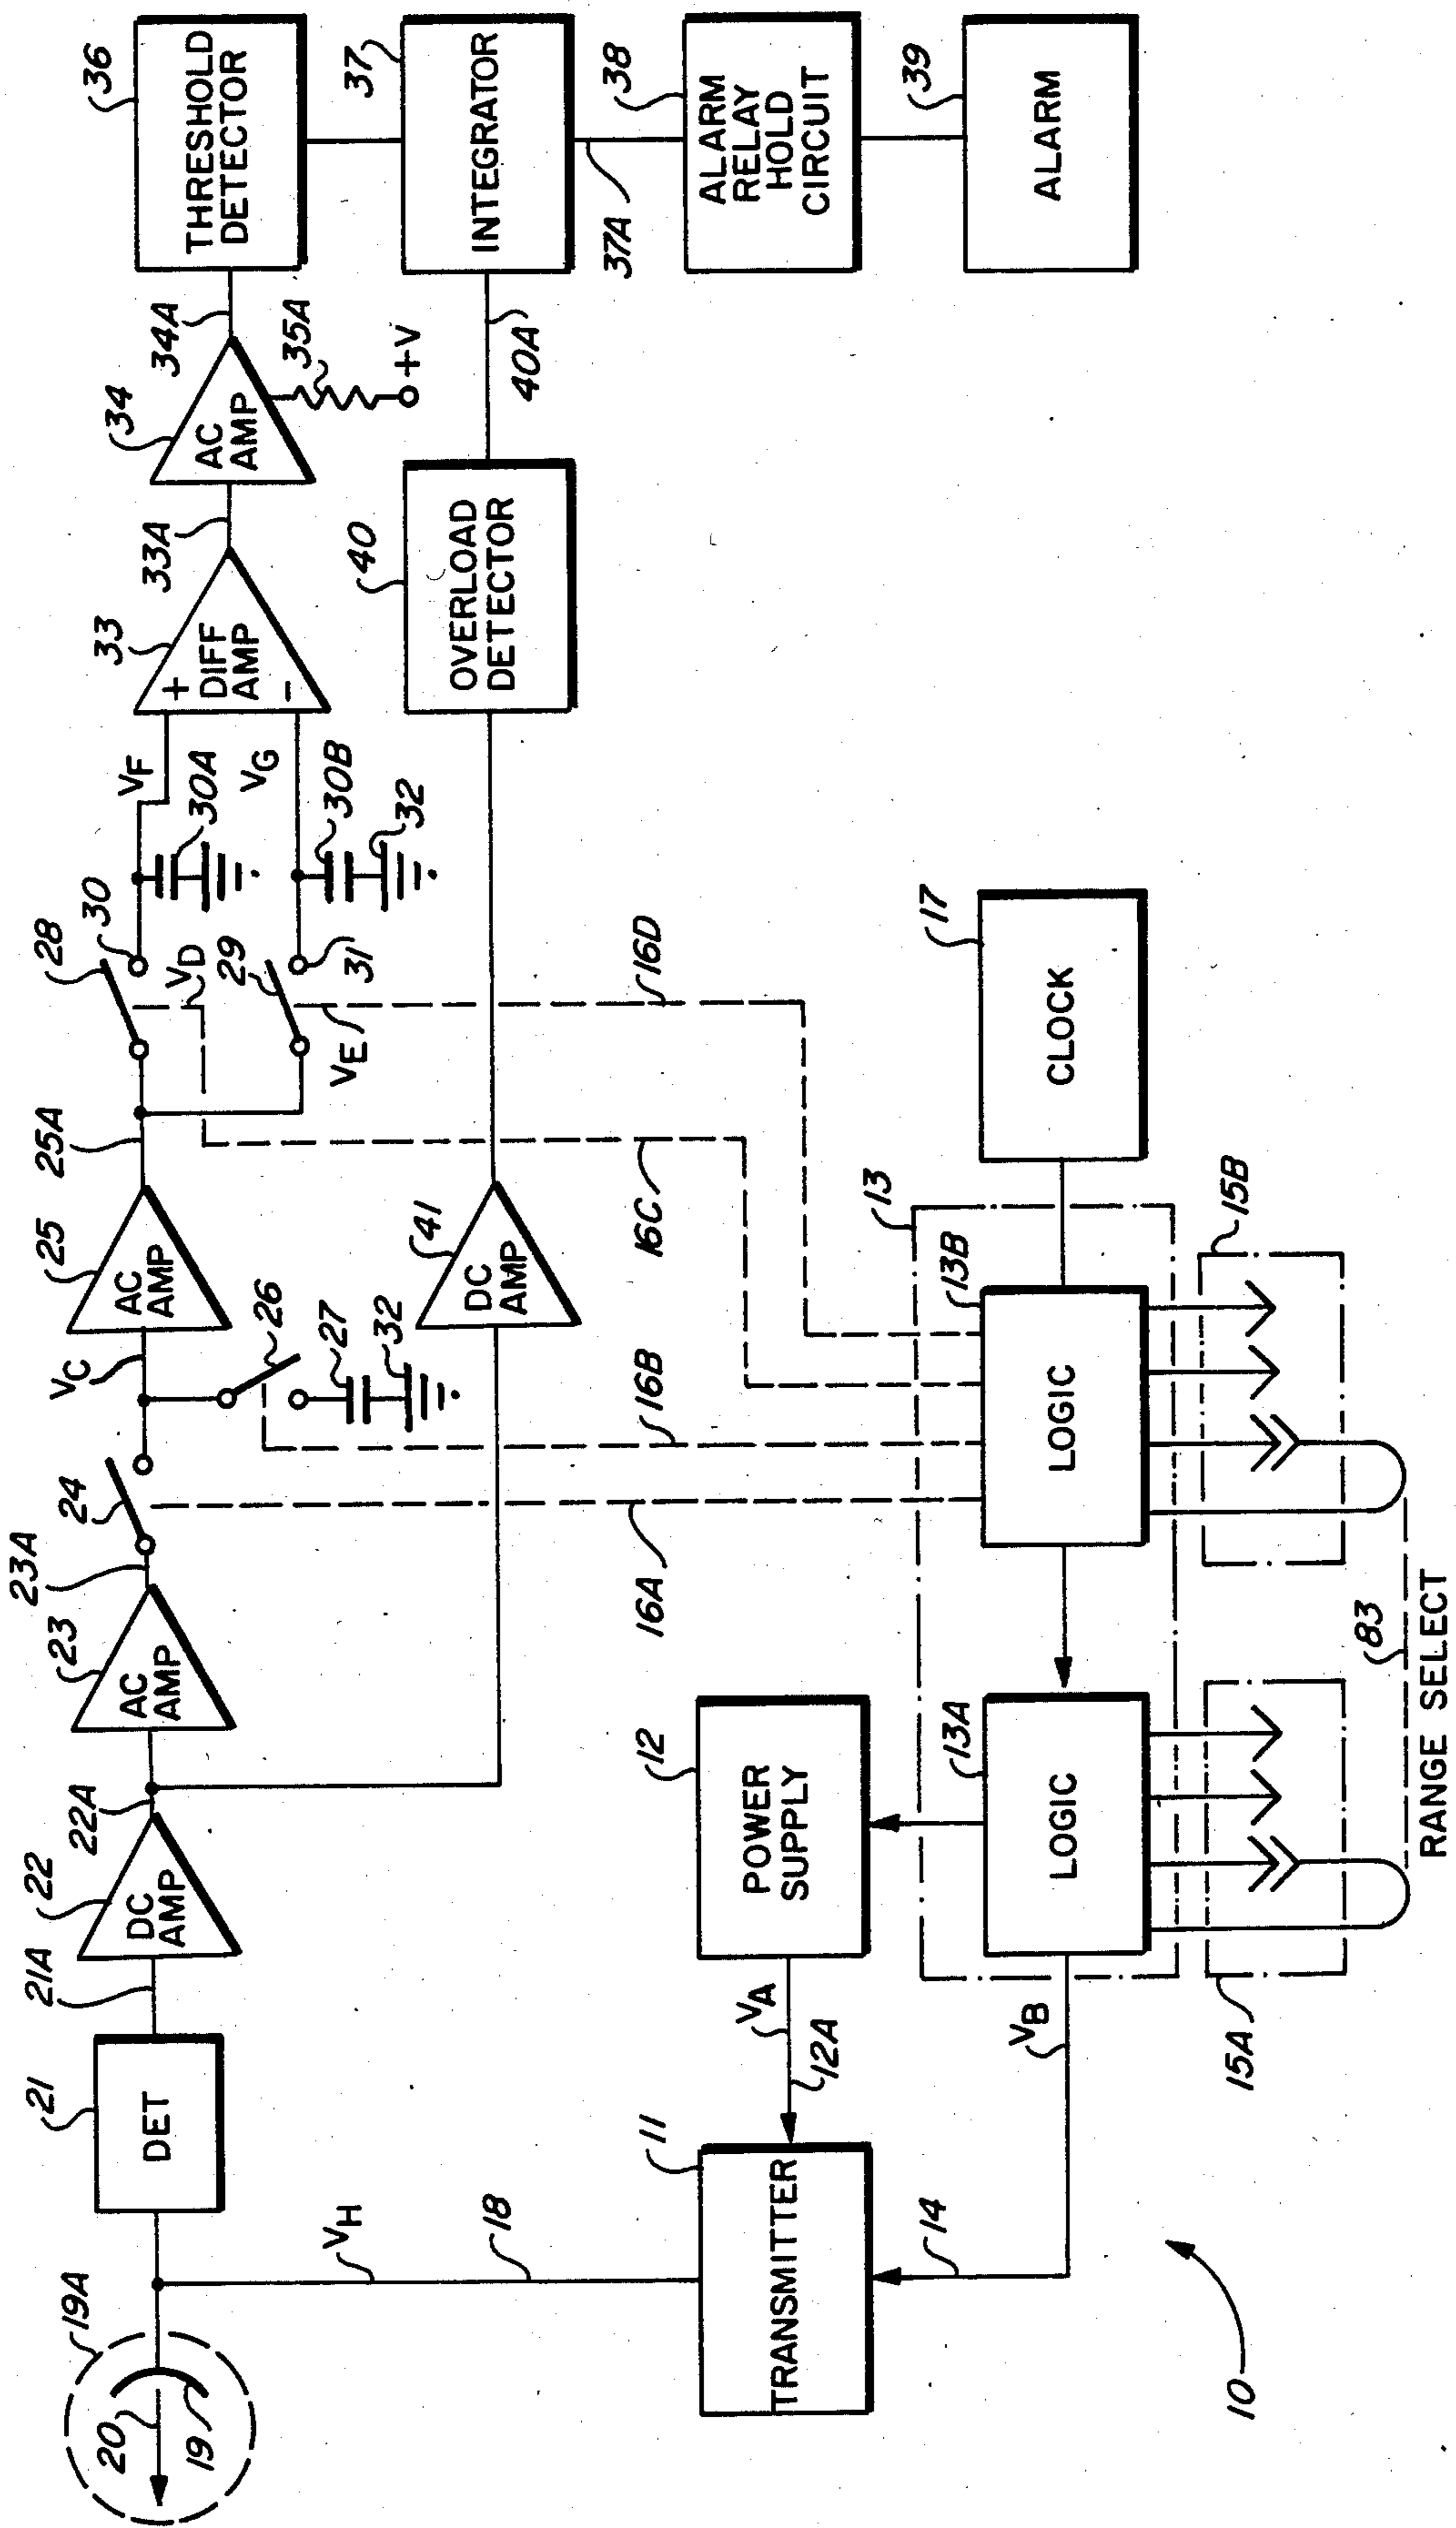 19A
20
19
21
DET
21A
22
DC
AMP
22A
23
AC
AMP
23A
24
VC
25
AC
AMP
25A
26
27
32
28
30
VD
29
31
VE
VF
30A
VG
30B
32
33
+
DIFF
AMP
-
33A
34
AC
AMP
34A
35A
+V
36
THRESHOLD
DETECTOR
37
INTEGRATOR
37A
38
ALARM
RELAY
HOLD
CIRCUIT
39
ALARM
40
OVERLOAD
DETECTOR
40A
41
DC
AMP
VH
18
11
TRANSMITTER
VA
12A
12
POWER
SUPPLY
14
VB
13
13A
LOGIC
13B
LOGIC
16A
16B
16C
16D
17
CLOCK
15A
15B
83
RANGE SELECT
10